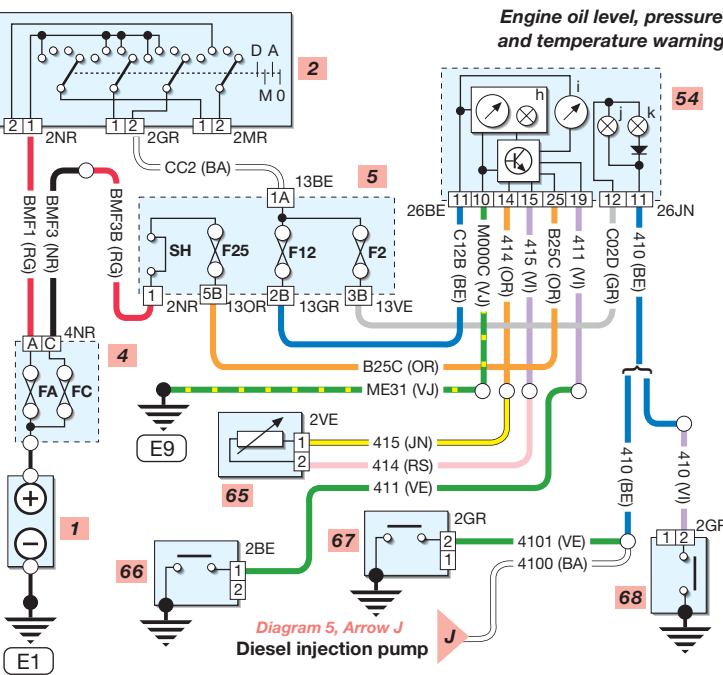 Engine oil level, pressure
and temperature warning
D A
M 0
2
2 1
2NR
1 2
2GR
1 2
2MR
CC2 (BA)
BMF1 (RG)
BMF3 (NR)
BMF3B (RG)
13BE
1A
5
SH
F25
F12
F2
1
2NR
5B
13OR
2B
13GR
3B
13VE
h
i
j
k
54
26BE
11 10 14 15 25 19
12 11
26JN
C12B (BE)
M000C (VJ)
414 (OR)
415 (VI)
B25C (OR)
411 (VI)
C02D (GR)
410 (BE)
A C
4NR
4
FA
FC
B25C (OR)
ME31 (VJ)
E9
2VE
1
2
65
415 (JN)
414 (RS)
411 (VE)
410 (BE)
410 (VI)
+
−
1
E1
66
2BE
1
2
67
2GR
2
1
4101 (VE)
4100 (BA)
2GR
1 2
68
Diagram 5, Arrow J
Diesel injection pump
J